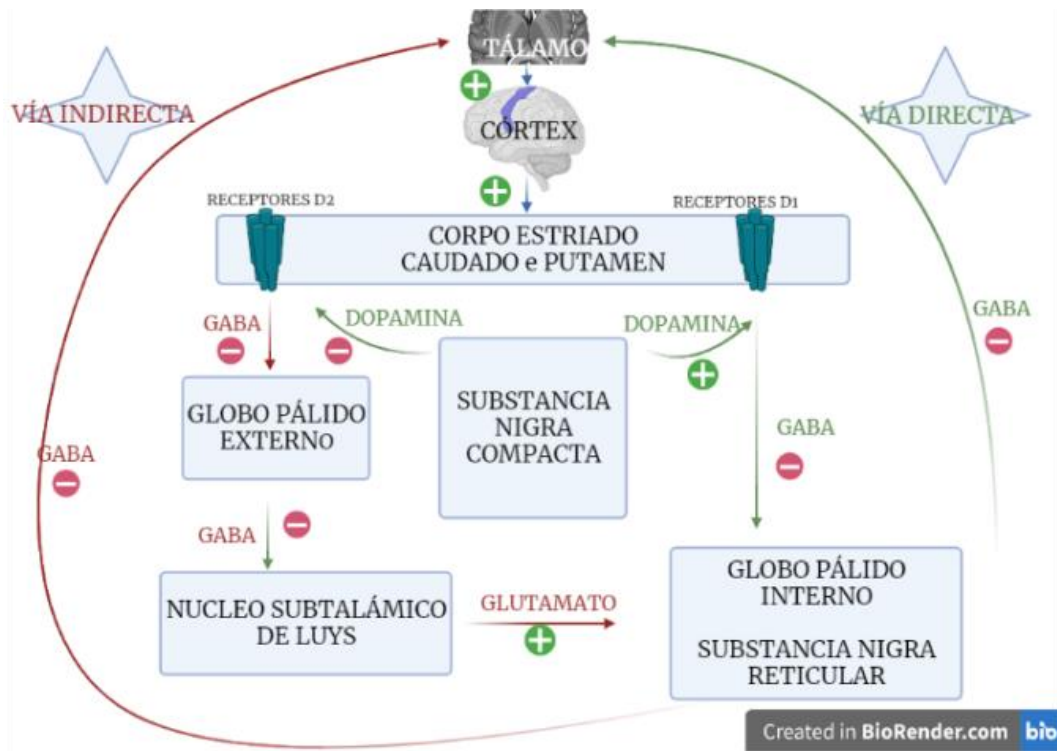 TÁLAMO
VÍA INDIRECTA
VÍA DIRECTA
CÓRTEX
RECEPTORES D2
RECEPTORES D1
CORPO ESTRIADO
CAUDADO e PUTAMEN
GABA
DOPAMINA
DOPAMINA
GABA
GLOBO PÁLIDO
EXTERNO
SUBSTANCIA
NIGRA
COMPACTA
GABA
GABA
GABA
NUCLEO SUBTALÁMICO
DE LUYS
GLUTAMATO
GLOBO PÁLIDO
INTERNO
SUBSTANCIA NIGRA
RETICULAR
Created in BioRender.com bio